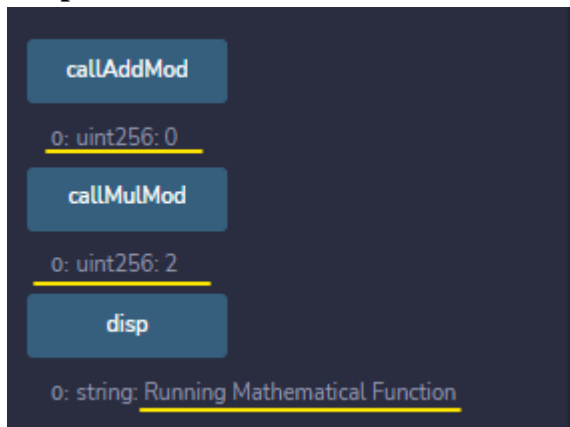 callAddMod
0: uint256: 0
callMulMod
0: uint256: 2
disp
0: string: Running Mathematical Function